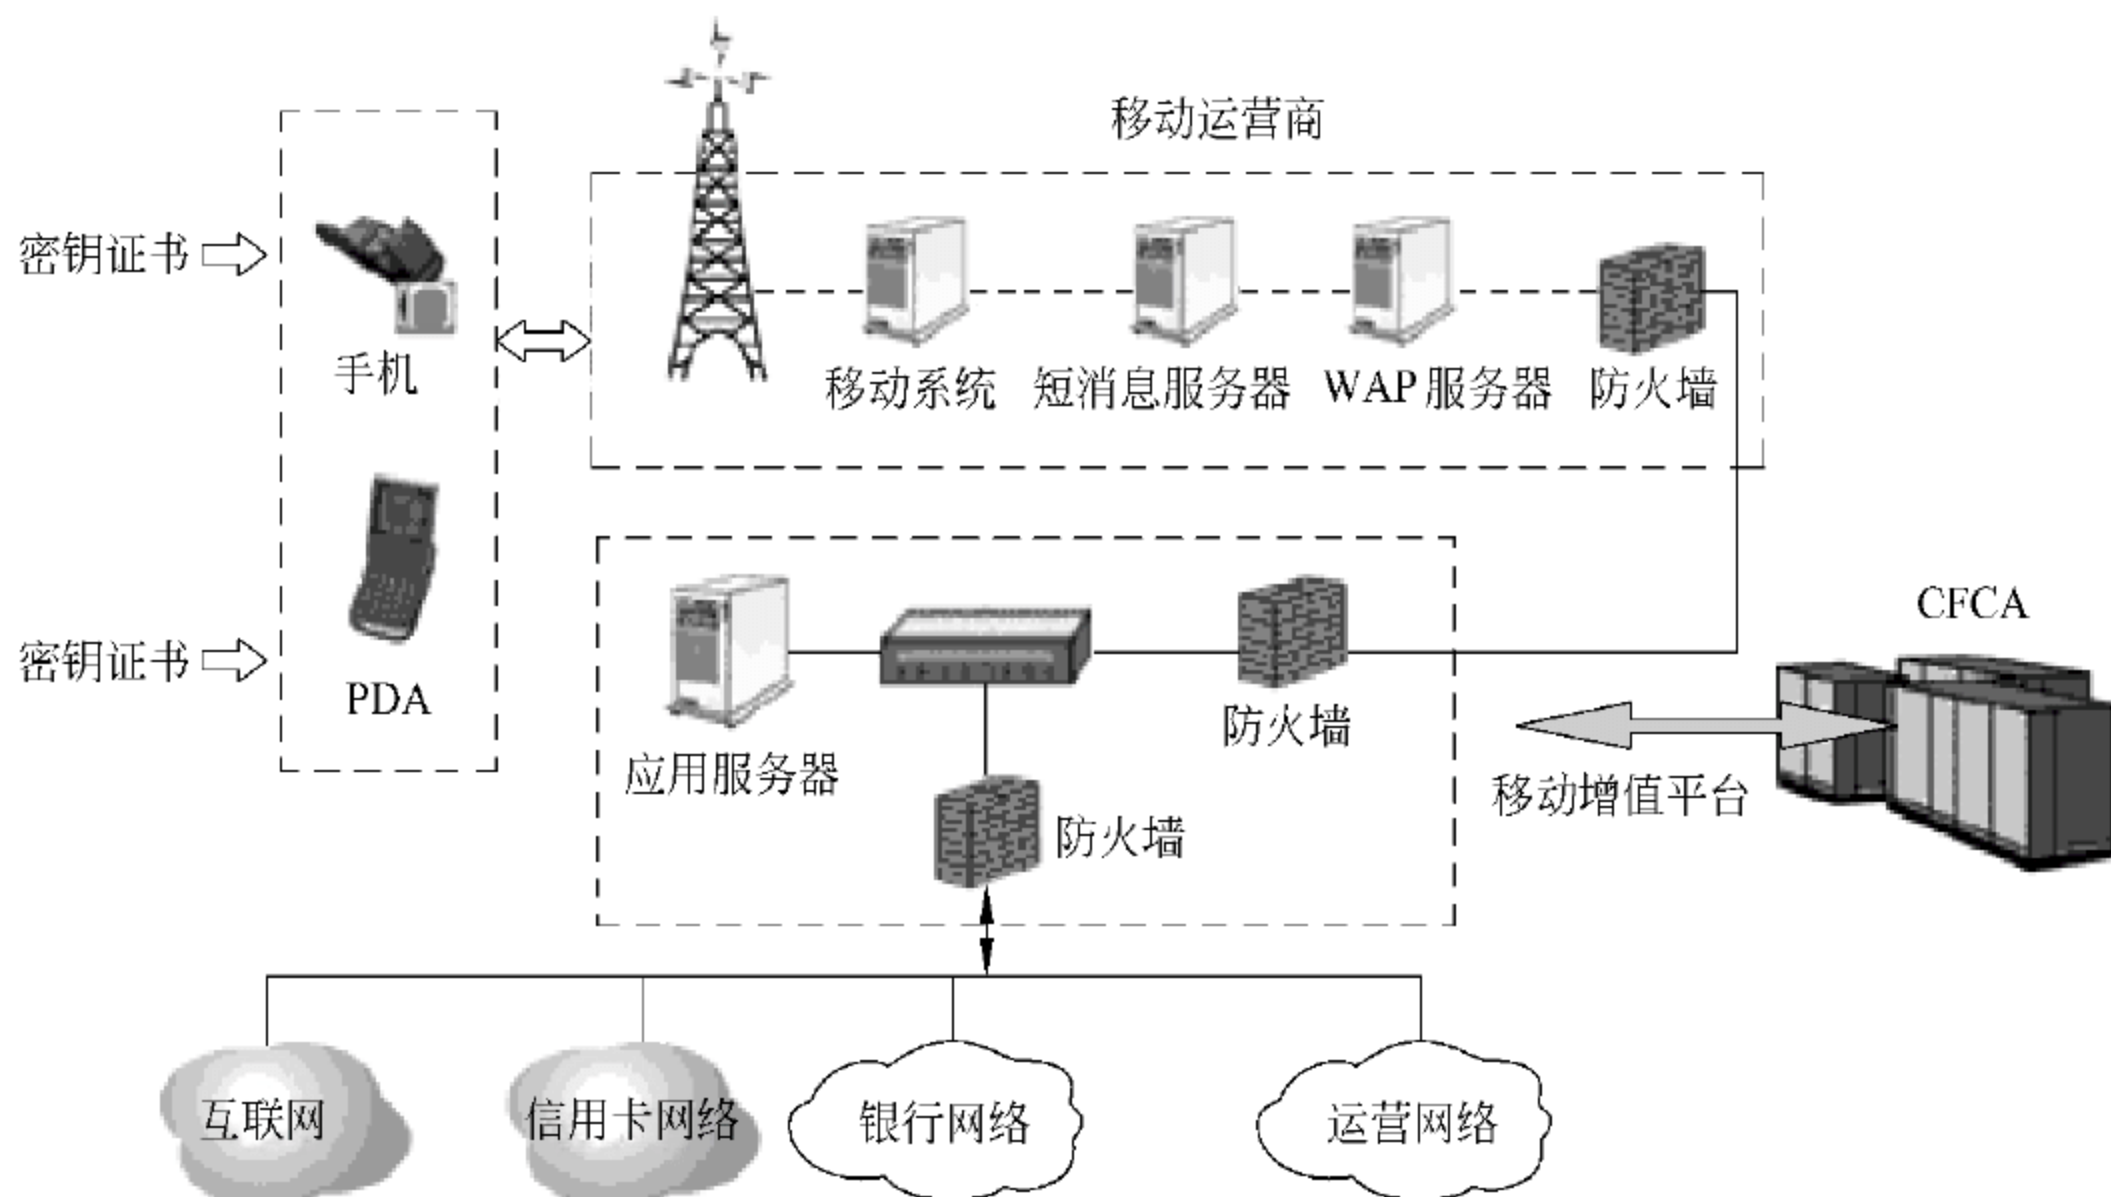 移动运营商
密钥证书
手机
移动系统
短消息服务器
WAP服务器
防火墙
密钥证书
PDA
应用服务器
防火墙
防火墙
CFCA
移动增值平台
互联网
信用卡网络
银行网络
运营网络